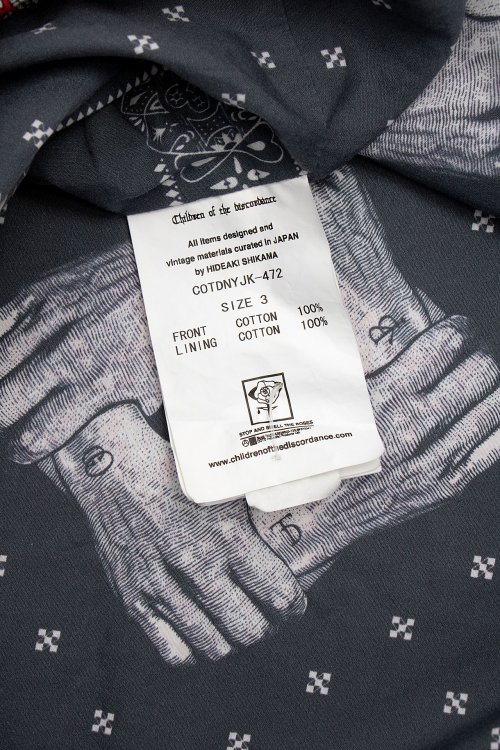 Children of the discordance
All items designed and
vintage materials curated in JAPAN
by HIDEAKI SHIKAMA
COTDNYJK-472
SIZE 3
FRONT COTTON 100%
LINING COTTON 100%
STOP AND SMELL THE ROSES
www.childrenofthediscordance.com